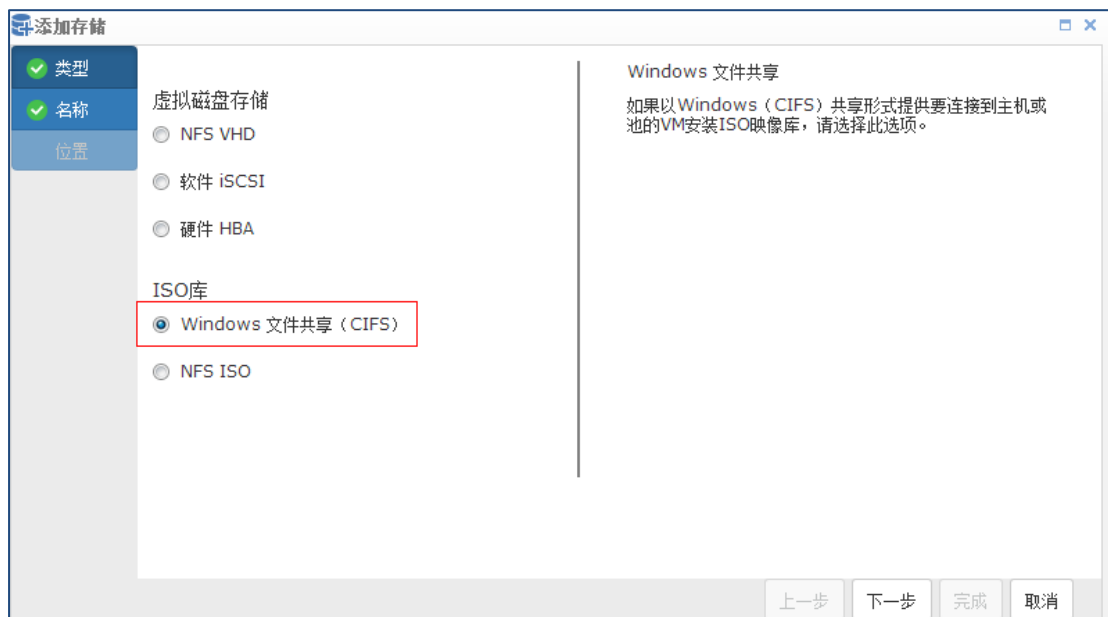 添加存储
类型
名称
位置
虚拟磁盘存储
NFS VHD
软件 iSCSI
硬件 HBA
ISO库
Windows 文件共享（CIFS）
NFS ISO
Windows 文件共享
如果以Windows（CIFS）共享形式提供要连接到主机或
池的VM安装ISO映像库，请选择此选项。
上一步
下一步
完成
取消